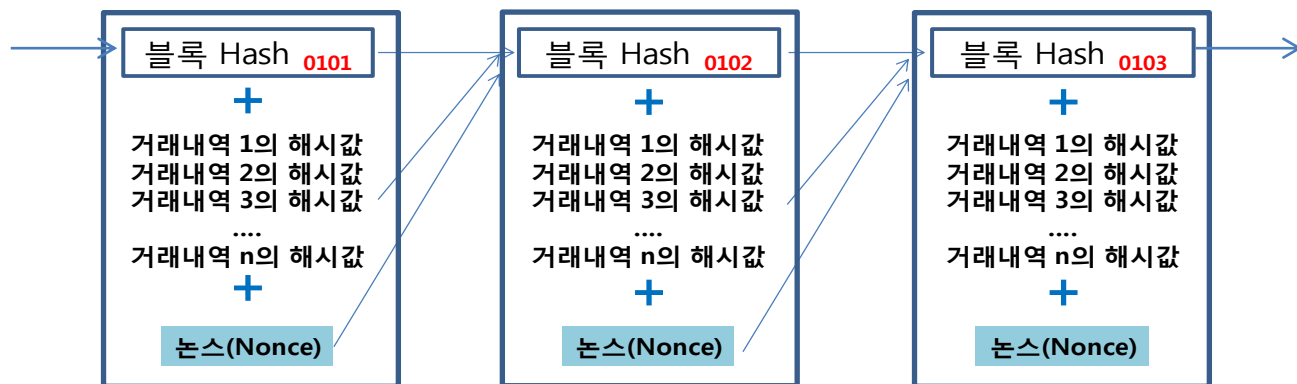 블록 Hash 0101
+
거래내역 1의 해시값
거래내역 2의 해시값
거래내역 3의 해시값
....
거래내역 n의 해시값
+
논스(Nonce)
블록 Hash 0102
+
거래내역 1의 해시값
거래내역 2의 해시값
거래내역 3의 해시값
....
거래내역 n의 해시값
+
논스(Nonce)
블록 Hash 0103
+
거래내역 1의 해시값
거래내역 2의 해시값
거래내역 3의 해시값
....
거래내역 n의 해시값
+
논스(Nonce)